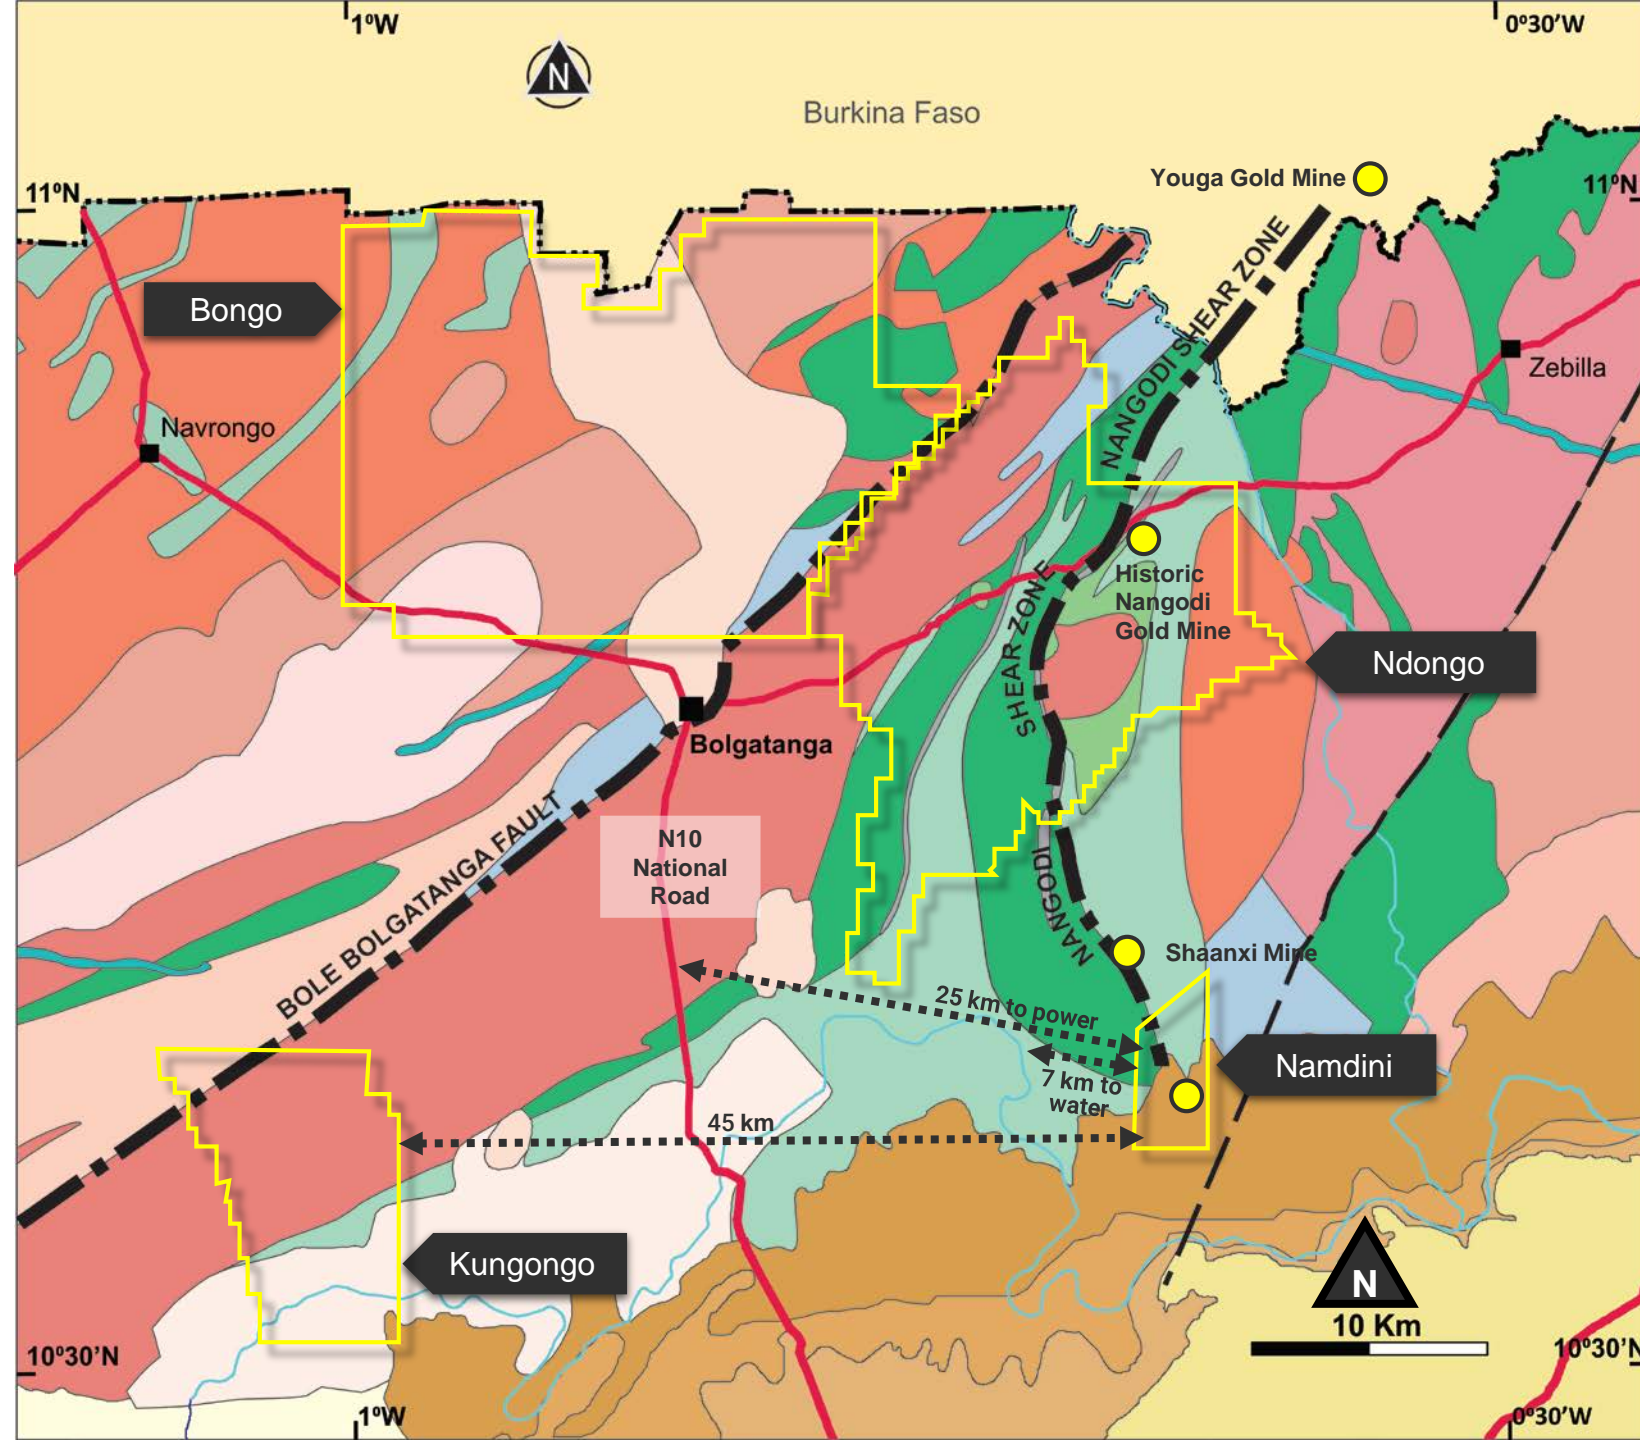 1ºW
0º30’W
N
Burkina Faso
Youga Gold Mine
11ºN
11ºN
NANGODI SHEAR ZONE
Bongo
Zebilla
Navrongo
Historic
Nangodi
Gold Mine
SHEAR ZONE
Ndongo
Bolgatanga
BOLE BOLGATANGA FAULT
N10
National
Road
NANGODI
Shaanxi Mine
25 km to power
7 km to
water
Namdini
45 km
Kungongo
N
10 Km
10º30’N
10º30’N
1ºW
0º30’W